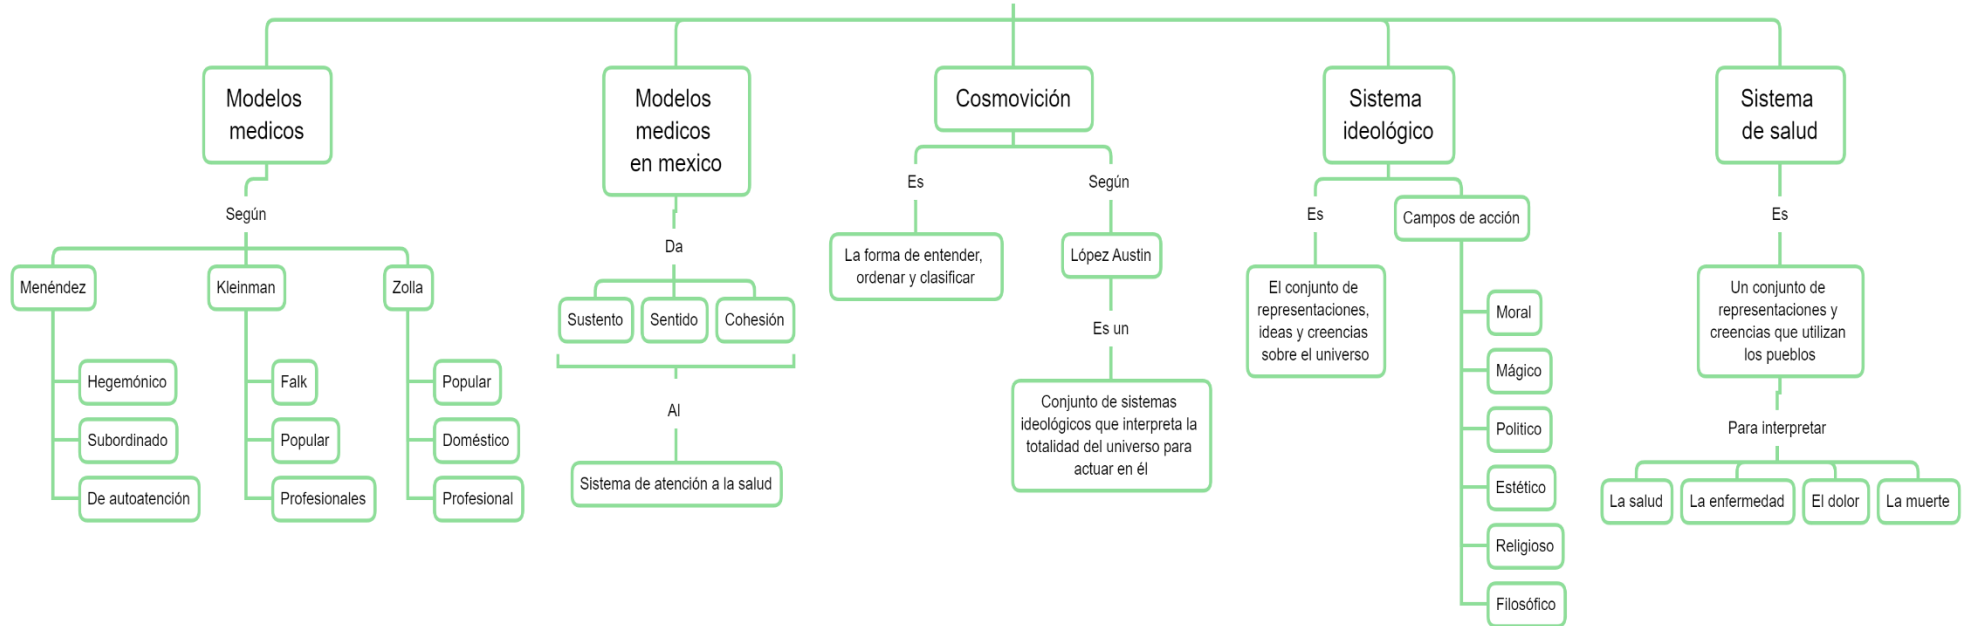 Modelos
medicos
Según
Menéndez
Hegemónico
Subordinado
De autoatención
Kleinman
Falk
Popular
Profesionales
Zolla
Popular
Doméstico
Profesional
Modelos
medicos
en mexico
Da
Sustento
Sentido
Cohesión
Al
Sistema de atención a la salud
Cosmovición
Es
La forma de entender,
ordenar y clasificar
Según
López Austin
Es un
Conjunto de sistemas
ideológicos que interpreta la
totalidad del universo para
actuar en él
Sistema
ideológico
Es
El conjunto de
representaciones,
ideas y creencias
sobre el universo
Campos de acción
Moral
Mágico
Politico
Estético
Religioso
Filosófico
Sistema
de salud
Es
Un conjunto de
representaciones y
creencias que utilizan
los pueblos
Para interpretar
La salud
La enfermedad
El dolor
La muerte